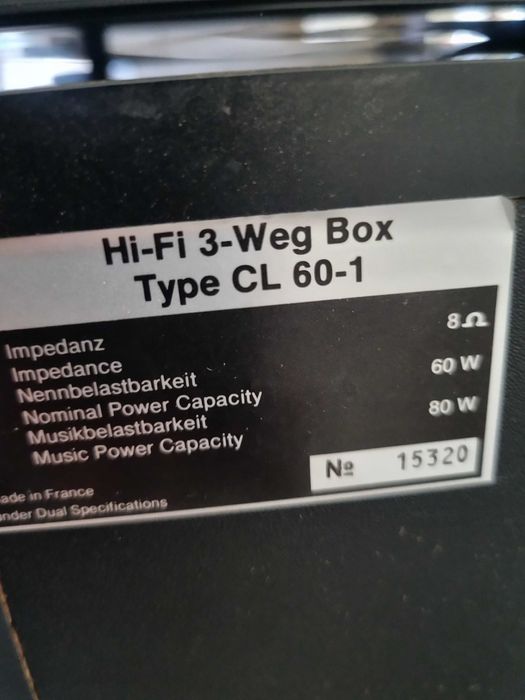 Hi-Fi 3-Weg Box
Type CL 60-1
Impedanz
Impedance 8Ω
Nennbelastbarkeit
Nominal Power Capacity 60 W
Musikbelastbarkeit
Music Power Capacity 80 W
№ 15320
ade in France
nder Dual Specifications